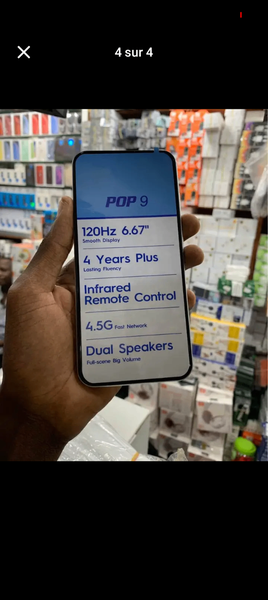 4 sur 4
POP 9
120Hz 6.67"
Smooth Display
4 Years Plus
Lasting Fluency
Infrared
Remote Control
4.5G Fast Network
Dual Speakers
Full-scene Big Volume